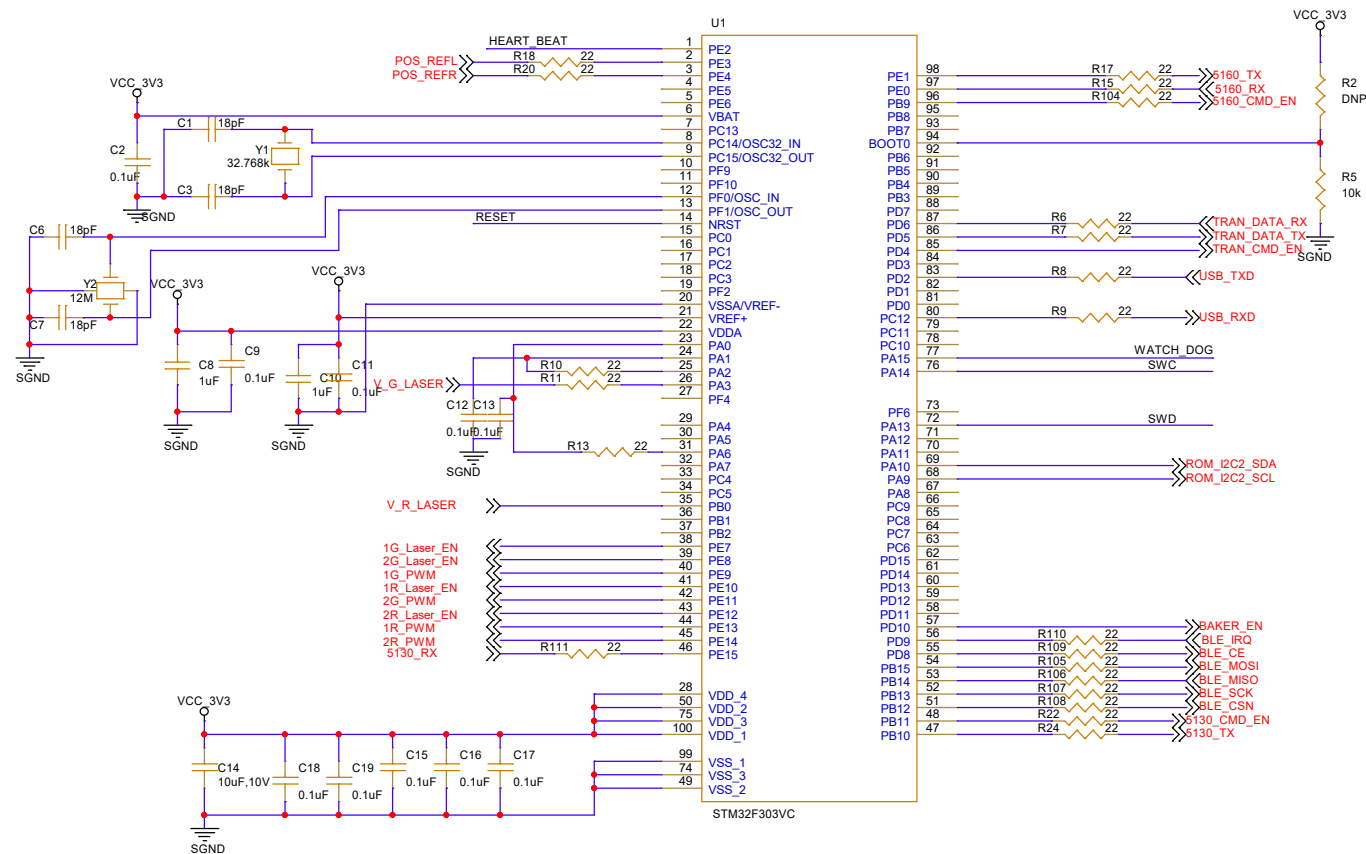 U1
VCC_3V3
HEART_BEAT
1 PE2
POS_REFL R18 22 2 PE3
POS_REFR R20 22 3 PE4
4 PE5
5 PE6
VCC_3V3
6 VBAT
7 PC13
C1 18pF
8 PC14/OSC32_IN
C2 0.1uF
Y1 32.768k
9 PC15/OSC32_OUT
10 PF9
11 PF10
C3 18pF
12 PF0/OSC_IN
13 PF1/OSC_OUT
SGND
RESET 14 NRST
C6 18pF
15 PC0
16 PC1
17 PC2
18 PC3
19 PF2
Y2 12M
VCC_3V3
VCC_3V3
C7 18pF
SGND
20 VSSA/VREF-
21 VREF+
22 VDDA
23 PA0
24 PA1
R10 22 25 PA2
V_G_LASER R11 22 26 PA3
27 PF4
C8 1uF
C9 0.1uF
C10 1uF
C11 0.1uF
SGND
SGND
C12 0.1uF
C13 0.1uF
SGND
29 PA4
30 PA5
R13 22 31 PA6
32 PA7
33 PC4
34 PC5
V_R_LASER 35 PB0
36 PB1
37 PB2
1G_Laser_EN 38 PE7
2G_Laser_EN 39 PE8
1G_PWM 40 PE9
1R_Laser_EN 41 PE10
2G_PWM 42 PE11
2R_Laser_EN 43 PE12
1R_PWM 44 PE13
2R_PWM 45 PE14
5130_RX R111 22 46 PE15
28 VDD_4
50 VDD_2
75 VDD_3
100 VDD_1
99 VSS_1
74 VSS_3
49 VSS_2
VCC_3V3
C14 10uF,10V
C18 0.1uF
C19 0.1uF
C15 0.1uF
C16 0.1uF
C17 0.1uF
SGND
STM32F303VC
PE1 98 R17 22 5160_TX
PE0 97 R15 22 5160_RX
PB9 96 R104 22 5160_CMD_EN
PB8 95
PB7 93
BOOT0 94
R2 DNP
R5 10k
SGND
PB6 92
PB5 91
PB4 90
PB3 89
PD7 88
PD6 87 R6 22 TRAN_DATA_RX
PD5 86 R7 22 TRAN_DATA_TX
PD4 85 TRAN_CMD_EN
PD3 84
PD2 83 R8 22 USB_TXD
PD1 82
PD0 81
PC12 80 R9 22 USB_RXD
PC11 79
PC10 78
PA15 77 WATCH_DOG
PA14 76 SWC
PF6 73
PA13 72 SWD
PA12 71
PA11 70
PA10 69 ROM_I2C2_SDA
PA9 68 ROM_I2C2_SCL
PA8 67
PC9 66
PC8 65
PC7 64
PC6 63
PD15 62
PD14 61
PD13 60
PD12 59
PD11 58
PD10 57 BAKER_EN
PD9 56 R110 22 BLE_IRQ
PD8 55 R109 22 BLE_CE
PB15 54 R105 22 BLE_MOSI
PB14 53 R106 22 BLE_MISO
PB13 52 R107 22 BLE_SCK
PB12 51 R108 22 BLE_CSN
PB11 48 R22 22 5130_CMD_EN
PB10 47 R24 22 5130_TX